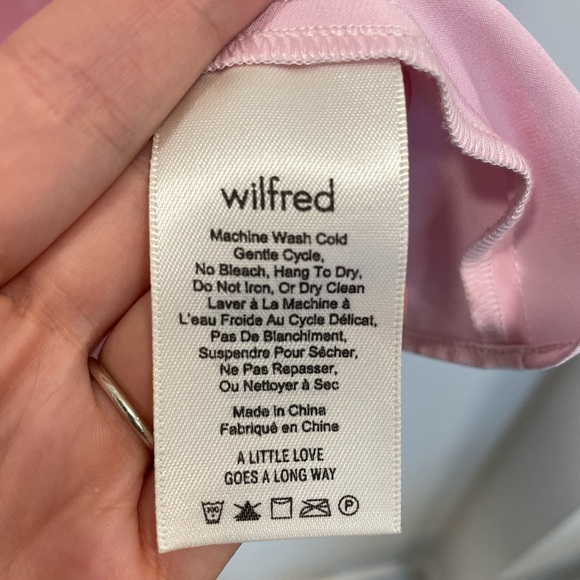 wilfred
Machine Wash Cold
Gentle Cycle,
No Bleach, Hang To Dry,
Do Not Iron, Or Dry Clean
Laver à La Machine à
L'eau Froide Au Cycle Délicat,
Pas De Blanchiment,
Suspendre Pour Sécher,
Ne Pas Repasser,
Ou Nettoyer à Sec
Made in China
Fabriqué en Chine
A LITTLE LOVE
GOES A LONG WAY
P